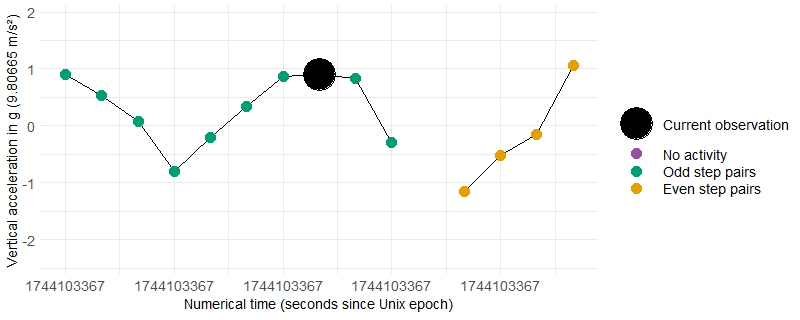 Vertical acceleration in g (9.80665 m/s²)
2
1
0
-1
-2
1744103367 1744103367 1744103367 1744103367 1744103367
Numerical time (seconds since Unix epoch)
Current observation
No activity
Odd step pairs
Even step pairs